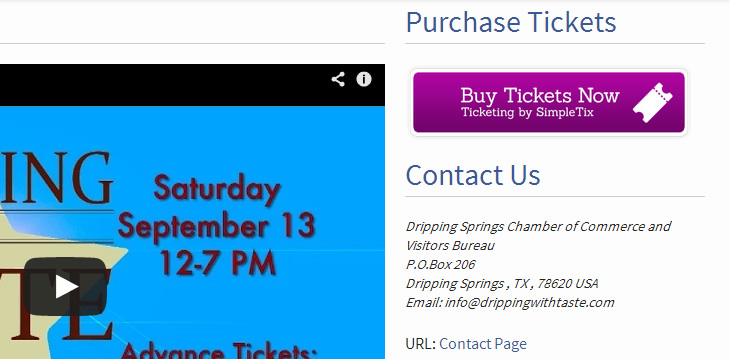 Purchase Tickets
Buy Tickets Now
Ticketing by SimpleTix
Contact Us
Dripping Springs Chamber of Commerce and
Visitors Bureau
P.O.Box 206
Dripping Springs , TX , 78620 USA
Email: info@drippingwithtaste.com
URL: Contact Page
ING
Saturday
September 13
12-7 PM
TE
Advance Tickets: